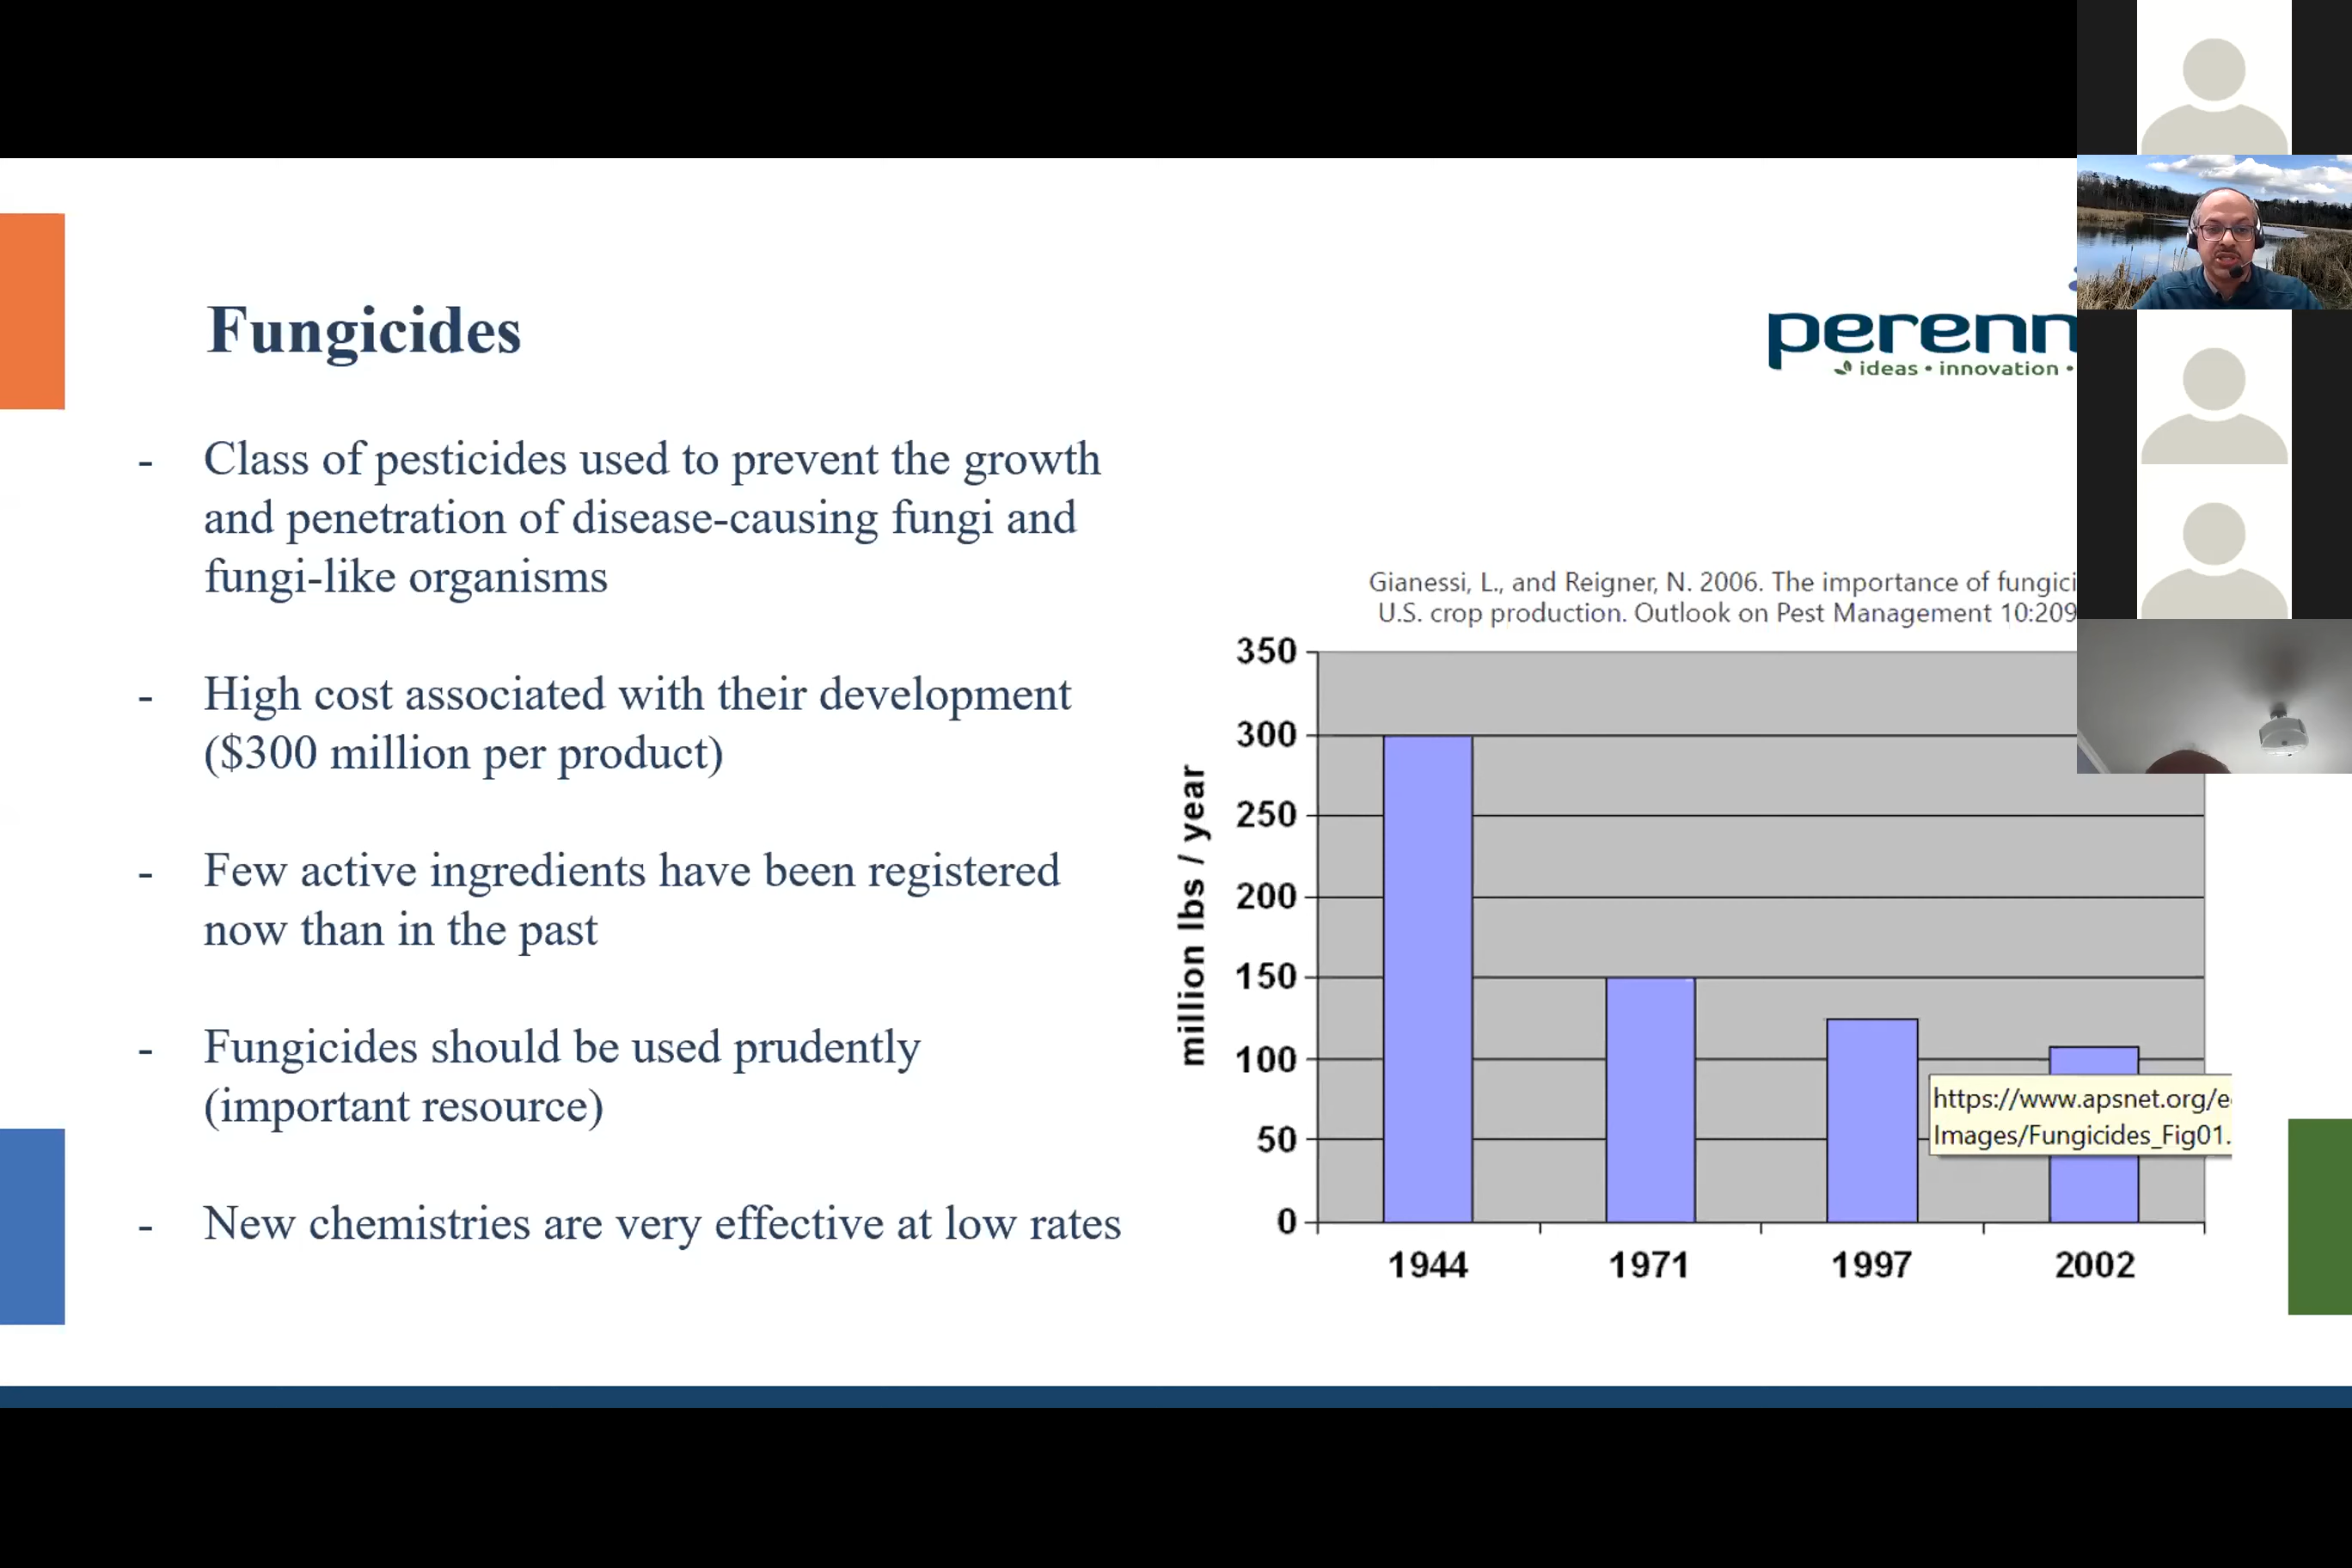 Fungicides
perenn
ideas • innovation •
- Class of pesticides used to prevent the growth
and penetration of disease-causing fungi and
fungi-like organisms
- High cost associated with their development
($300 million per product)
- Few active ingredients have been registered
now than in the past
- Fungicides should be used prudently
(important resource)
- New chemistries are very effective at low rates
Gianessi, L., and Reigner, N. 2006. The importance of fungici
U.S. crop production. Outlook on Pest Management 10:209
million lbs / year
350
300
250
200
150
100
50
0
1944 1971 1997 2002
https://www.apsnet.org/e
Images/Fungicides_Fig01.